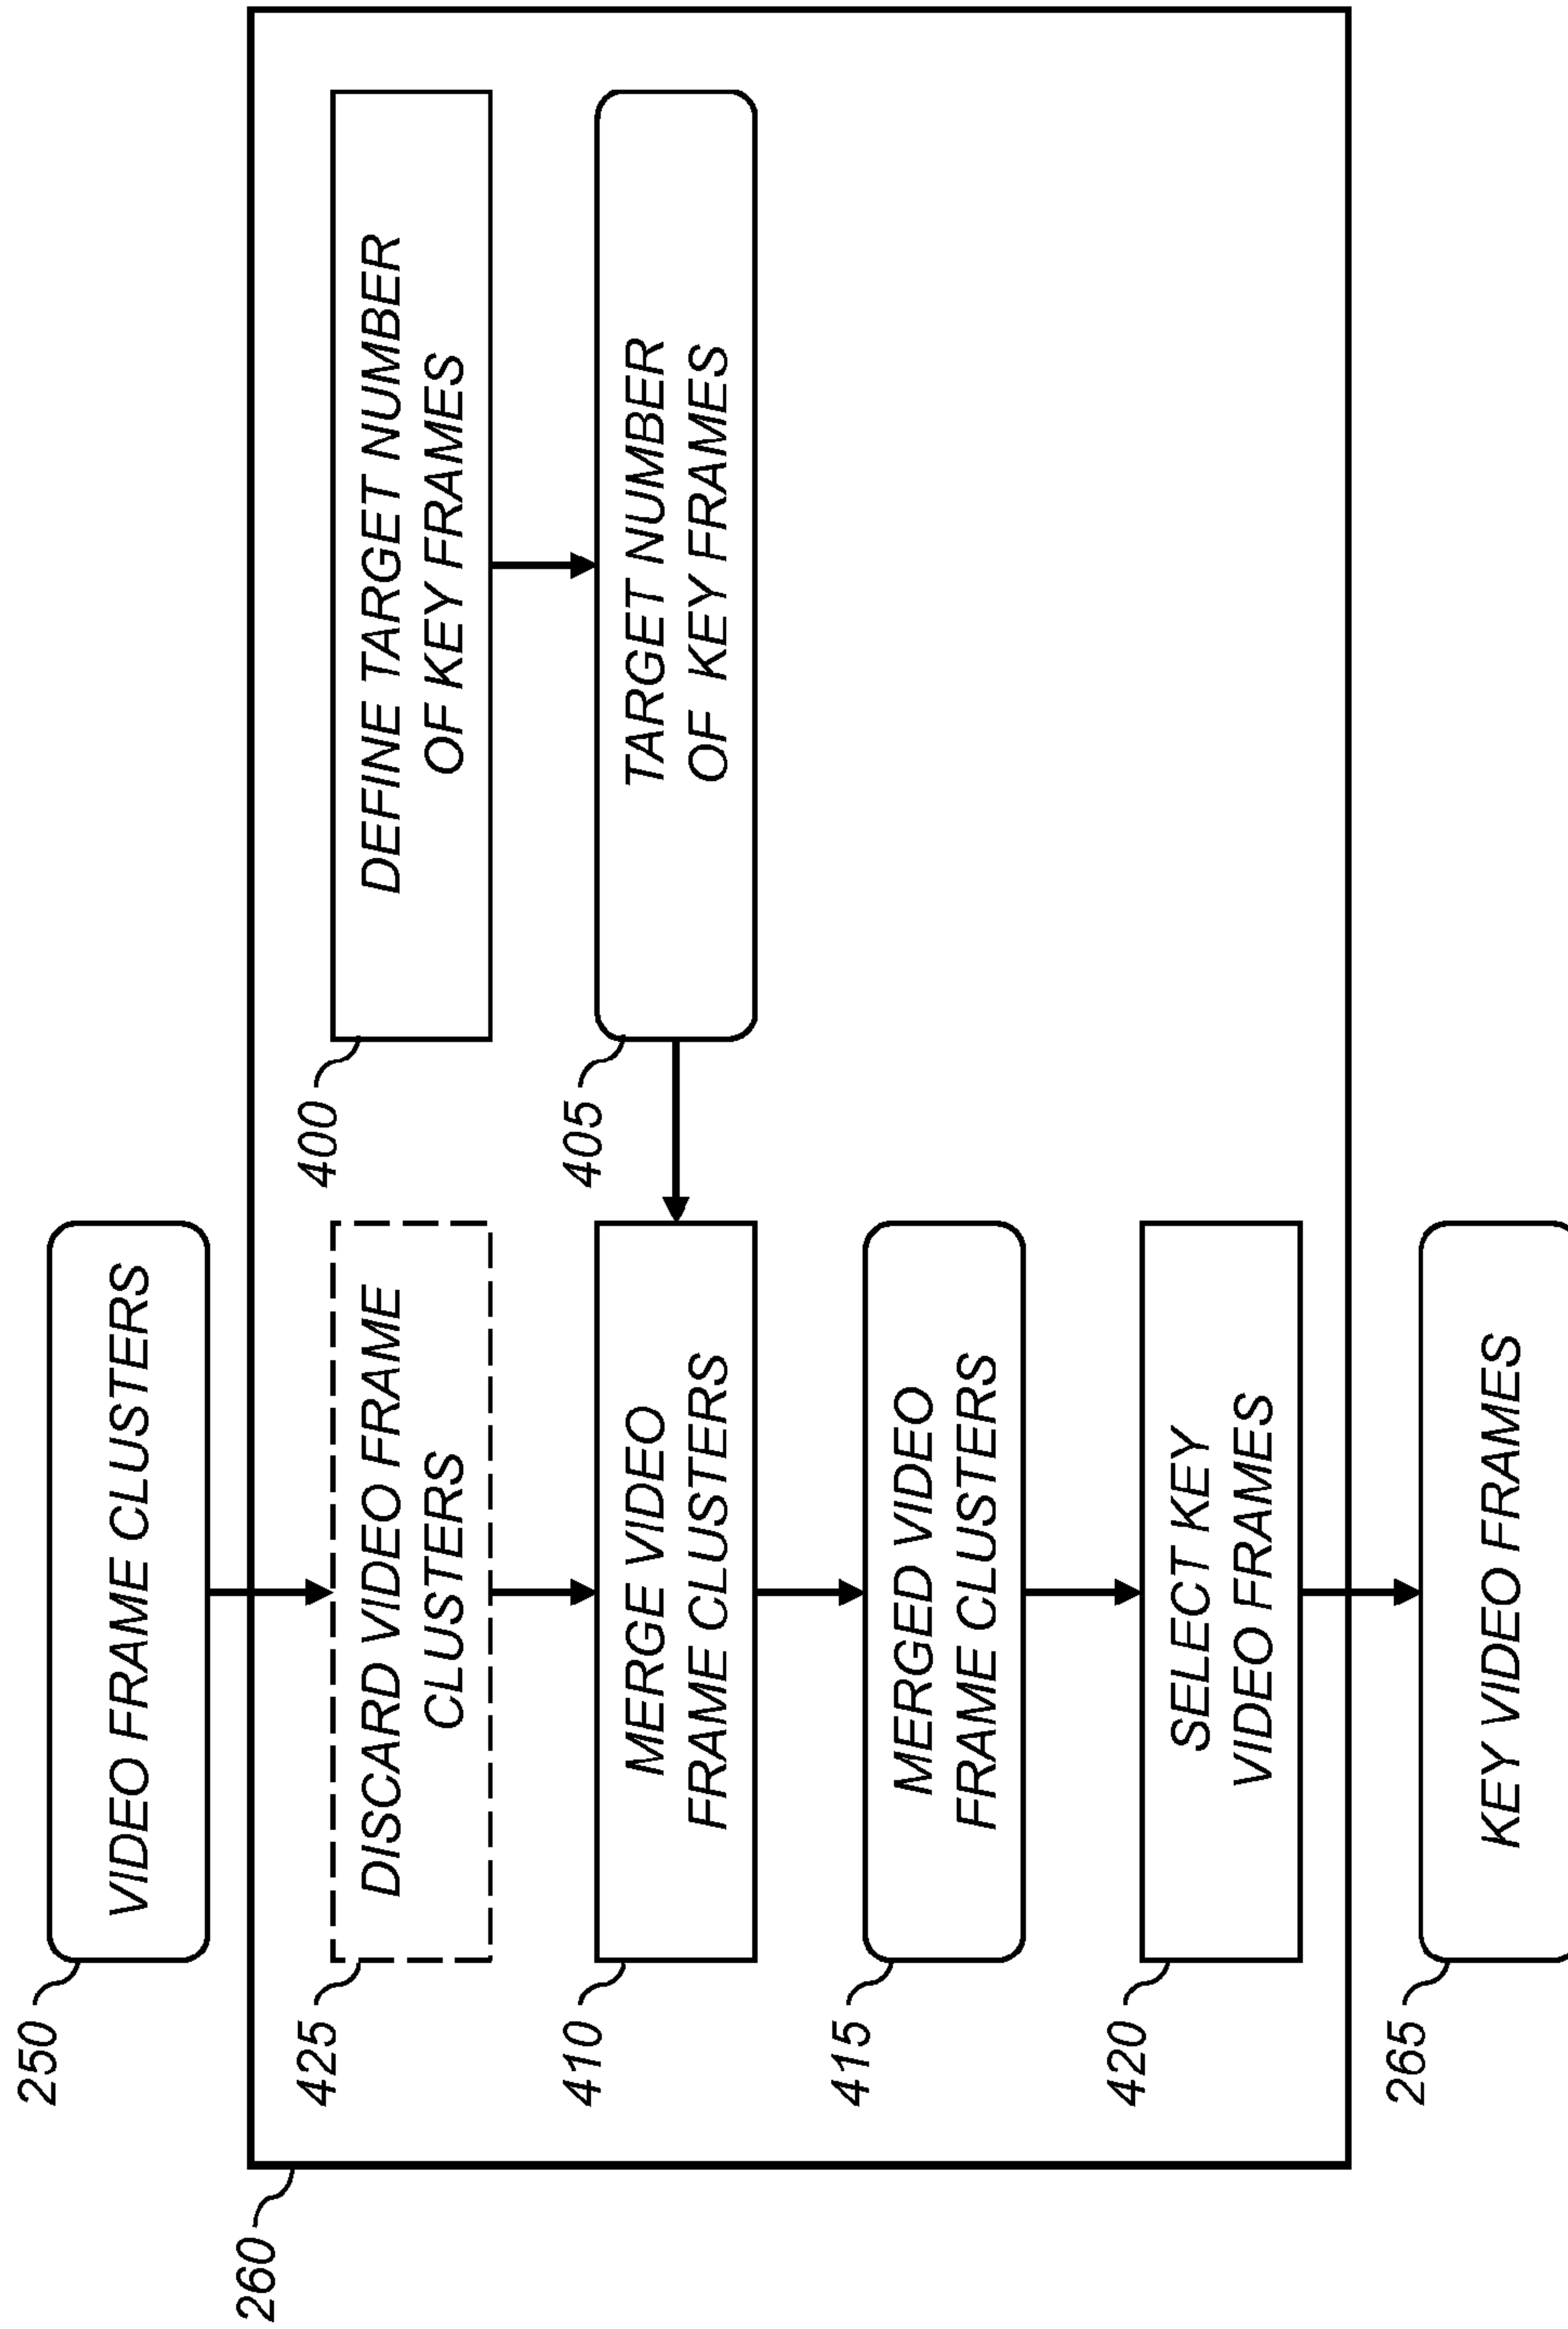 250
VIDEO FRAME CLUSTERS
260
425
DISCARD VIDEO FRAME
CLUSTERS
400
DEFINE TARGET NUMBER
OF KEY FRAMES
410
MERGE VIDEO
FRAME CLUSTERS
405
TARGET NUMBER
OF KEY FRAMES
415
MERGED VIDEO
FRAME CLUSTERS
420
SELECT KEY
VIDEO FRAMES
265
KEY VIDEO FRAMES